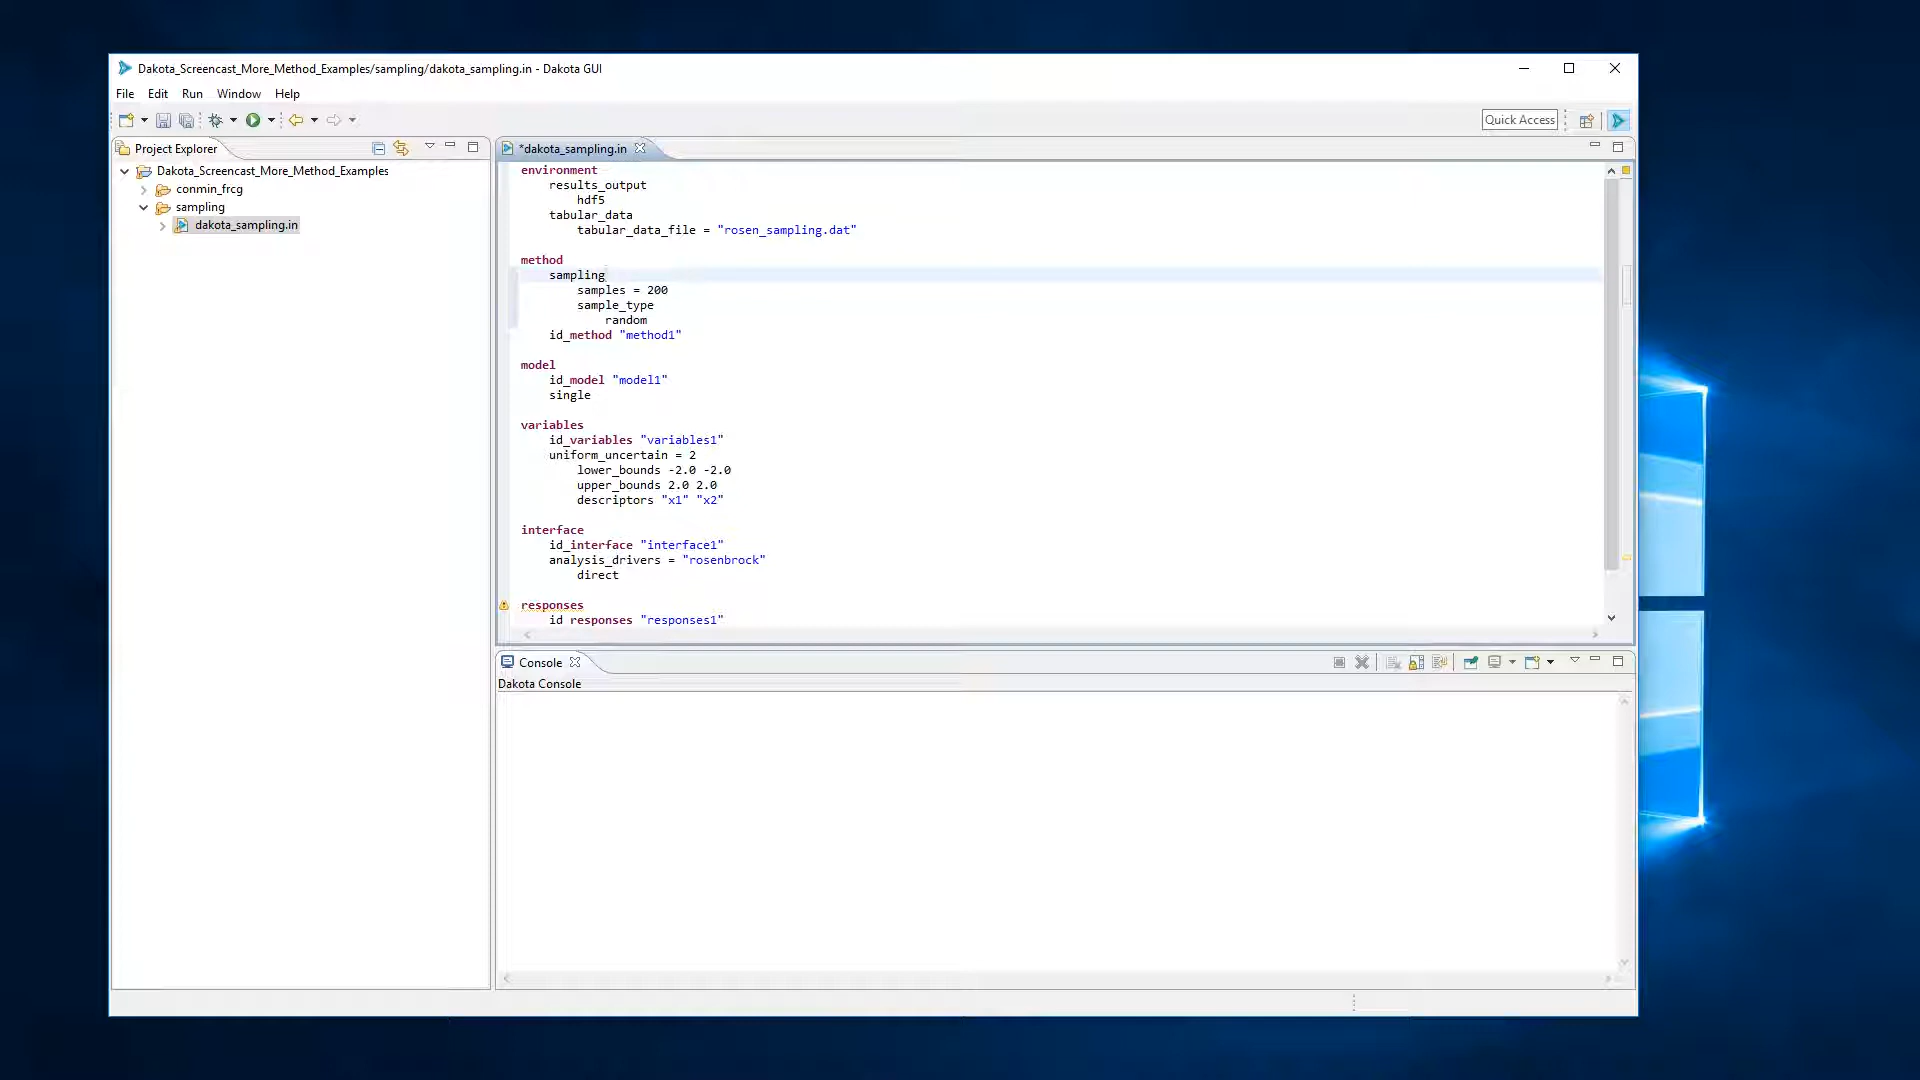 Dakota_Screencast_More_Method_Examples/sampling/dakota_sampling.in - Dakota GUI
File Edit Run Window Help
Quick Access
Project Explorer
Dakota_Screencast_More_Method_Examples
conmin_frcg
sampling
dakota_sampling.in
*dakota_sampling.in
environment
results_output
hdf5
tabular_data
tabular_data_file = "rosen_sampling.dat"
method
sampling
samples = 200
sample_type
random
id_method "method1"
model
id_model "model1"
single
variables
id_variables "variables1"
uniform_uncertain = 2
lower_bounds -2.0 -2.0
upper_bounds 2.0 2.0
descriptors "x1" "x2"
interface
id_interface "interface1"
analysis_drivers = "rosenbrock"
direct
responses
id_responses "responses1"
Console
Dakota Console